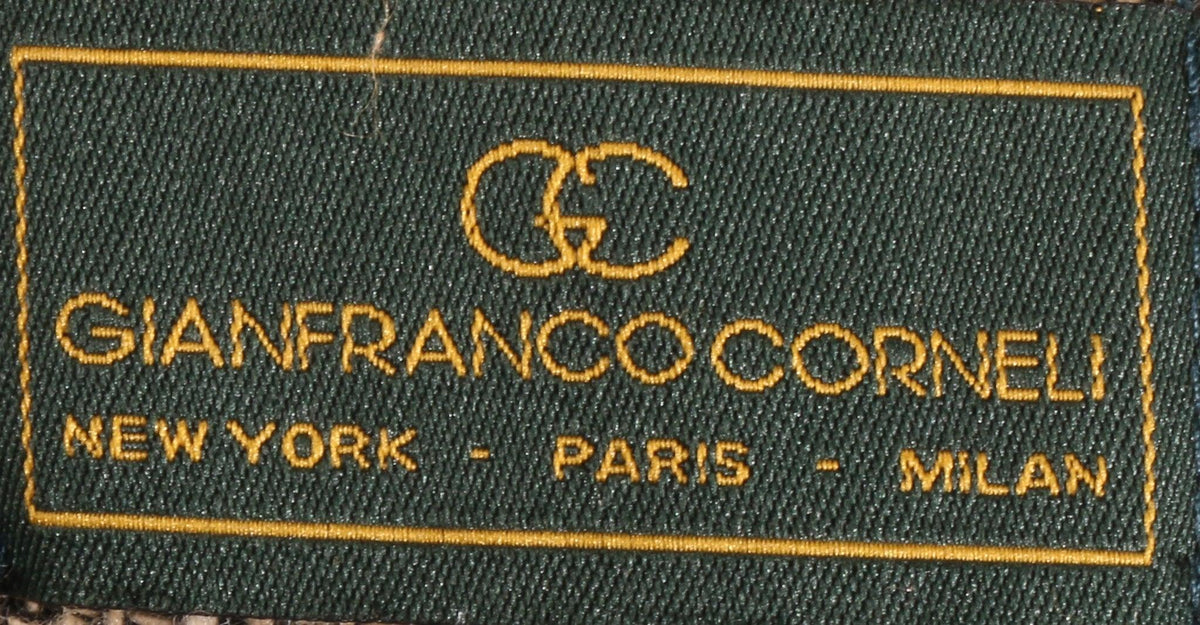 GC
GIANFRANCO CORNELI
NEW YORK - PARIS - MILAN